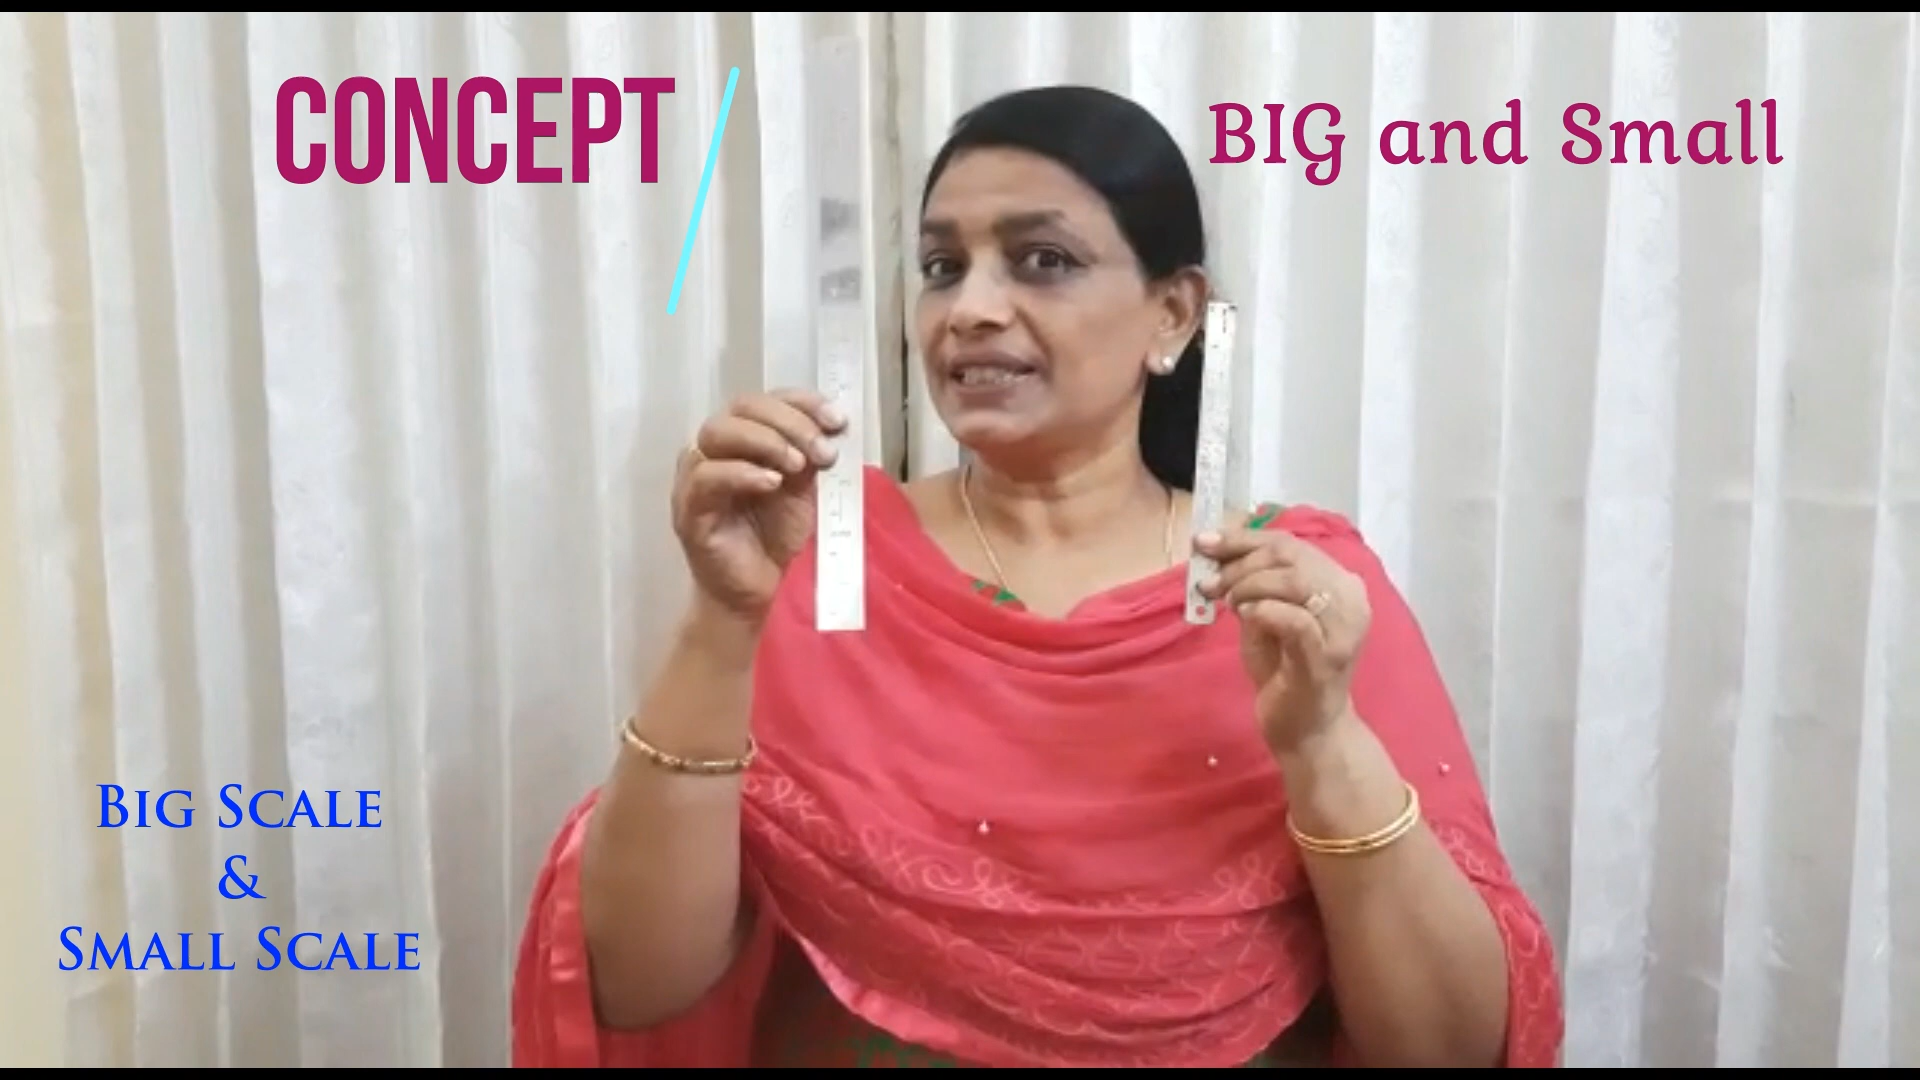 CONCEPT
BIG and Small
BIG SCALE
&
SMALL SCALE